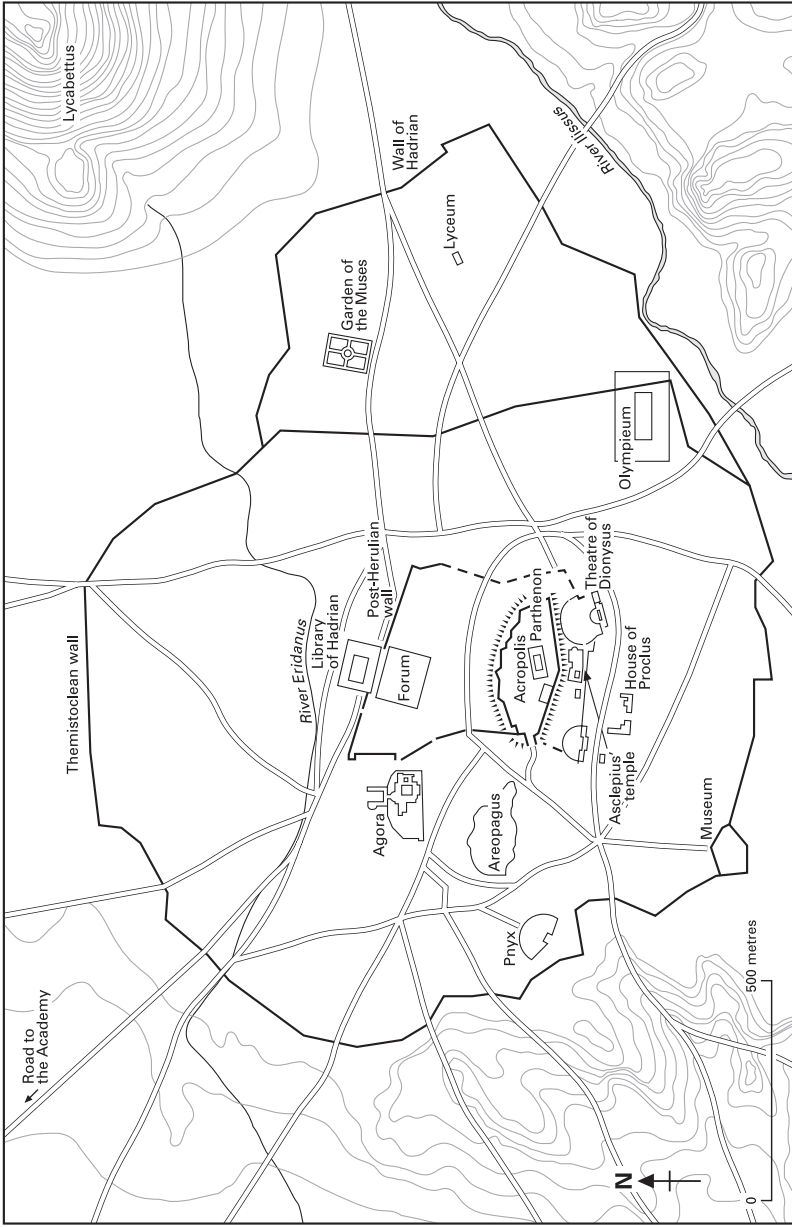 Lycabettus
Wall of
Hadrian
River Ilissus
Lyceum
Garden of
the Muses
Olympieum
Themistoclean wall
River Eridanus
Library
of Hadrian
Post-Herulian
wall
Forum
Acropolis
Parthenon
Theatre of
Dionysus
House of
Proclus
Asclepius'
temple
Agora
Areopagus
Museum
Pnyx
Road to
the Academy
N
0
500 metres